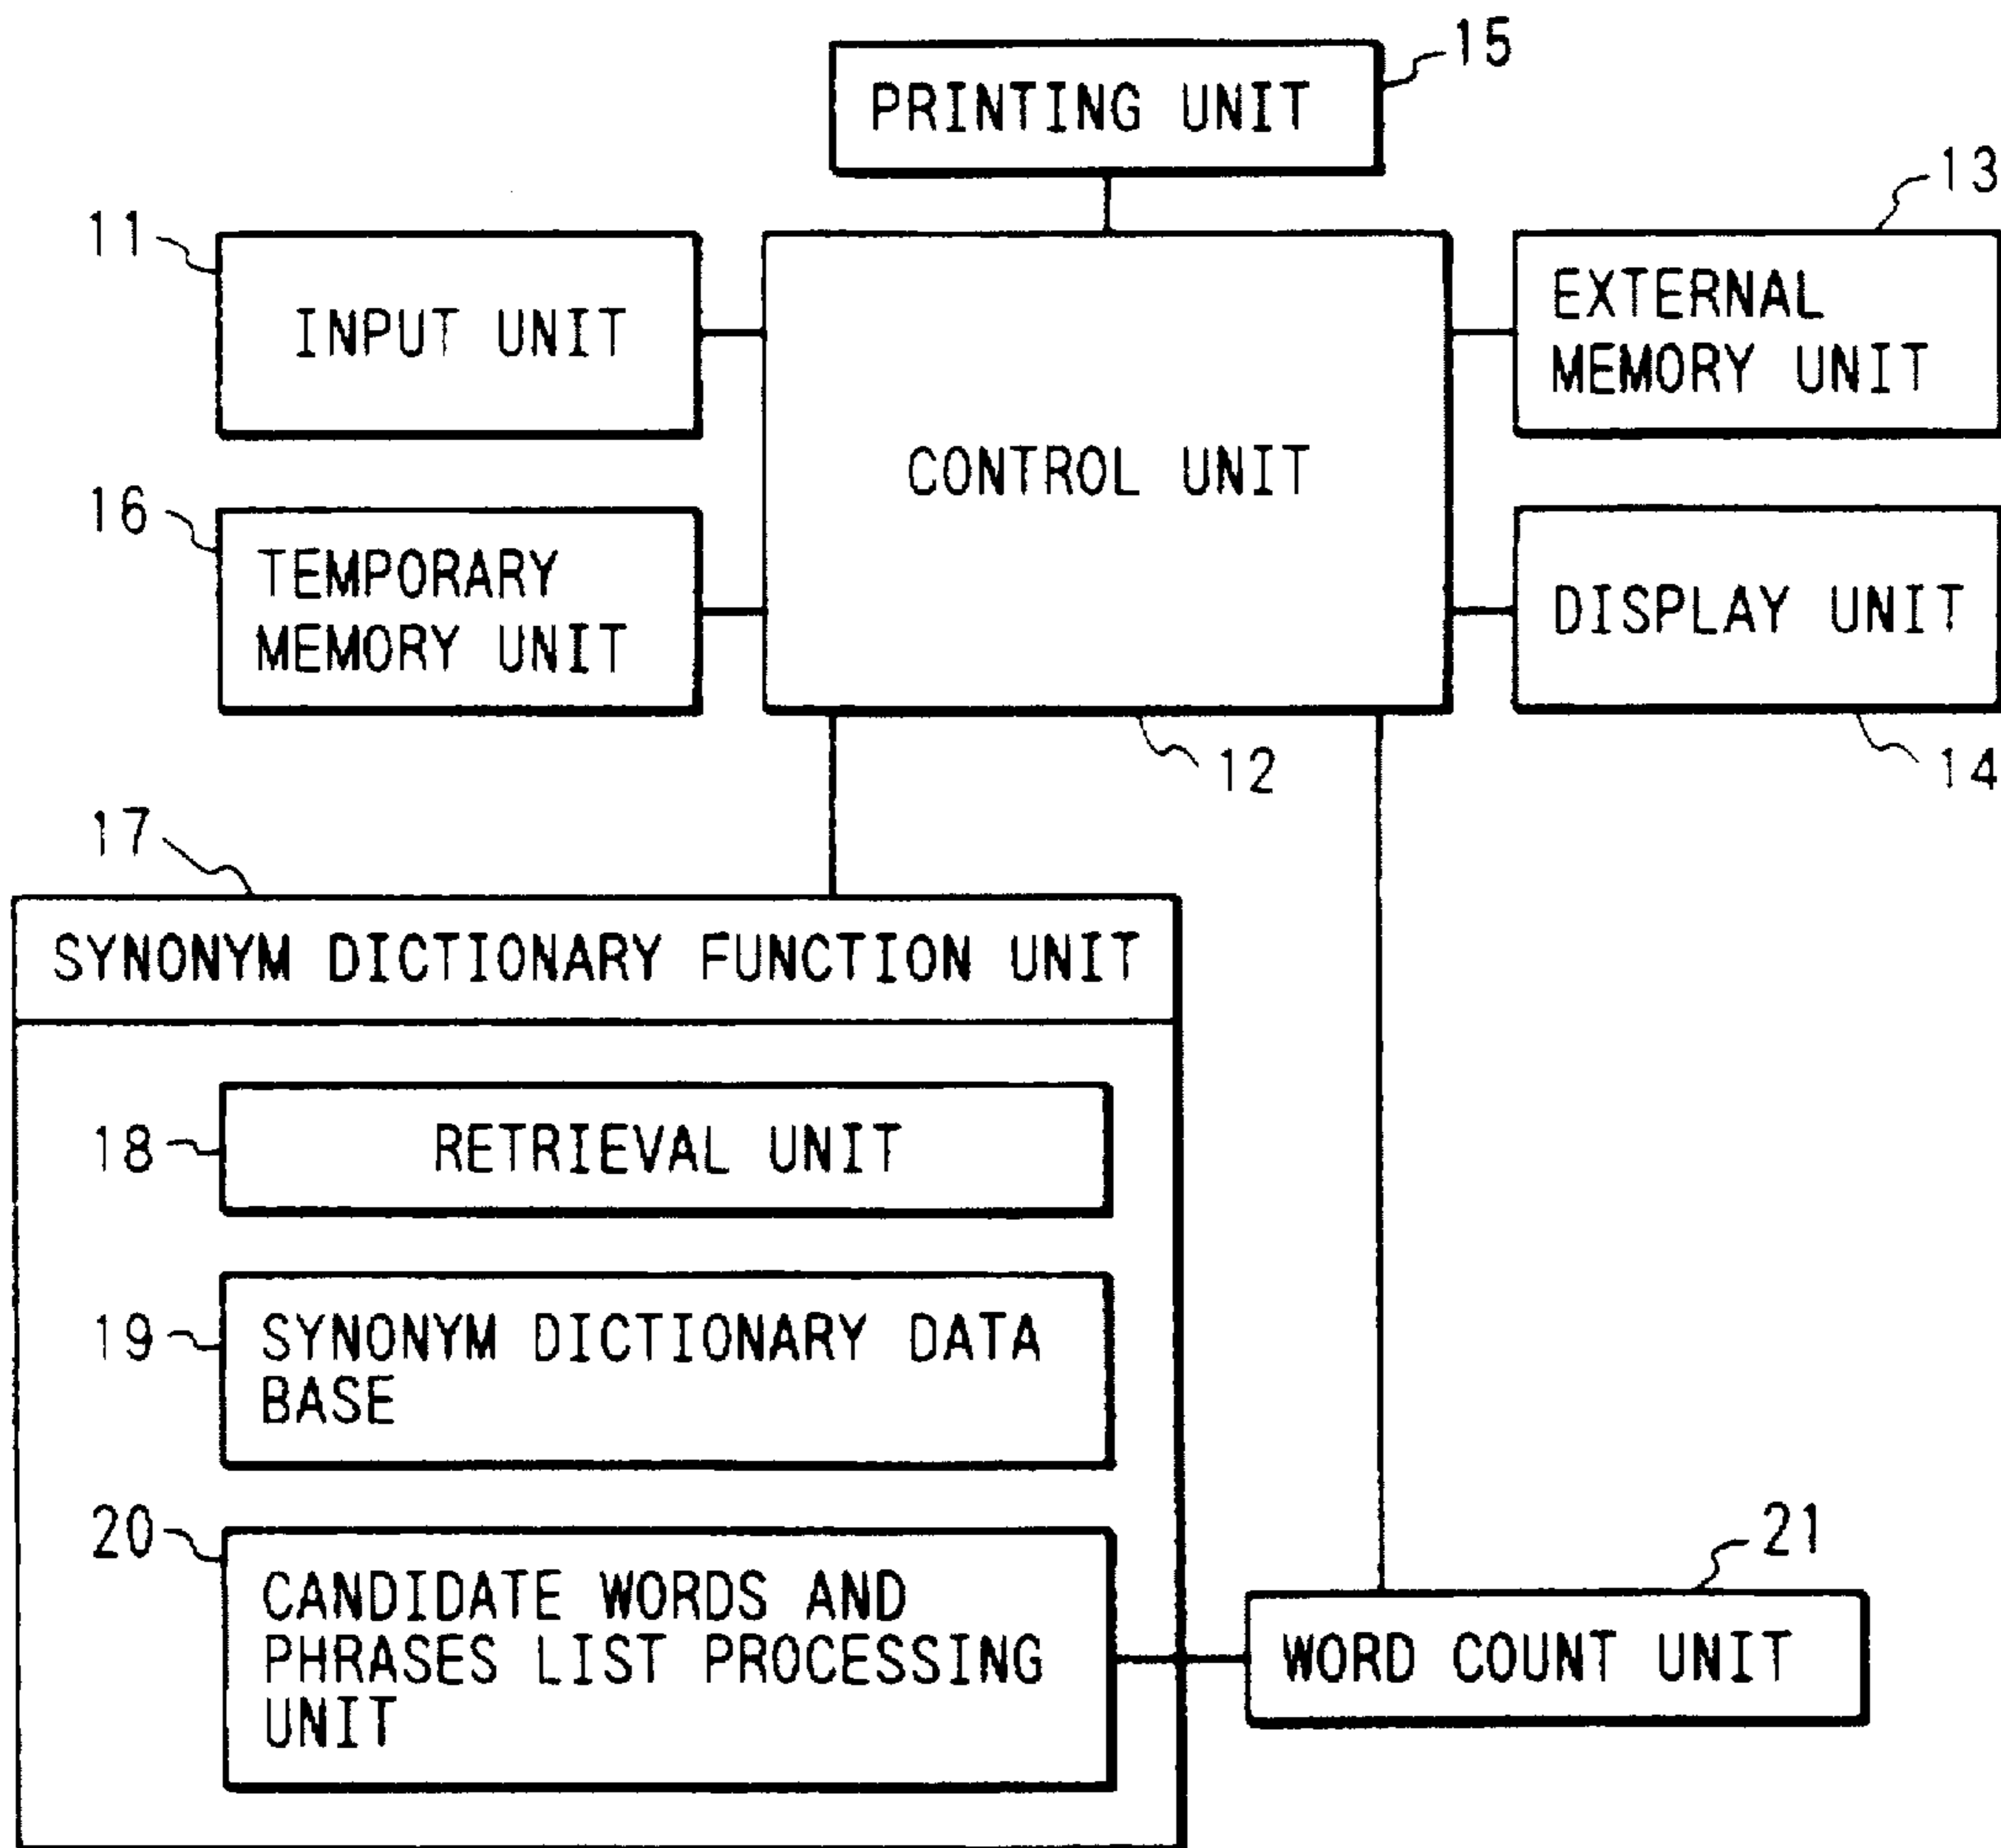 15
PRINTING UNIT
13
11
INPUT UNIT
EXTERNAL
MEMORY UNIT
CONTROL UNIT
16
TEMPORARY
MEMORY UNIT
DISPLAY UNIT
12
14
17
SYNONYM DICTIONARY FUNCTION UNIT
18
RETRIEVAL UNIT
19
SYNONYM DICTIONARY DATA
BASE
20
CANDIDATE WORDS AND
PHRASES LIST PROCESSING
UNIT
21
WORD COUNT UNIT